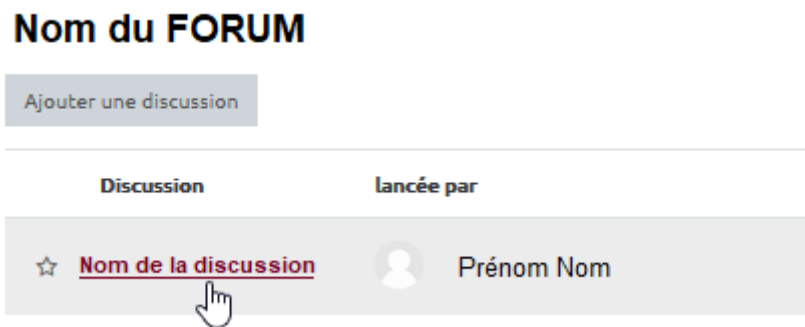 Nom du FORUM
Ajouter une discussion
Discussion lancée par
Nom de la discussion Prénom Nom